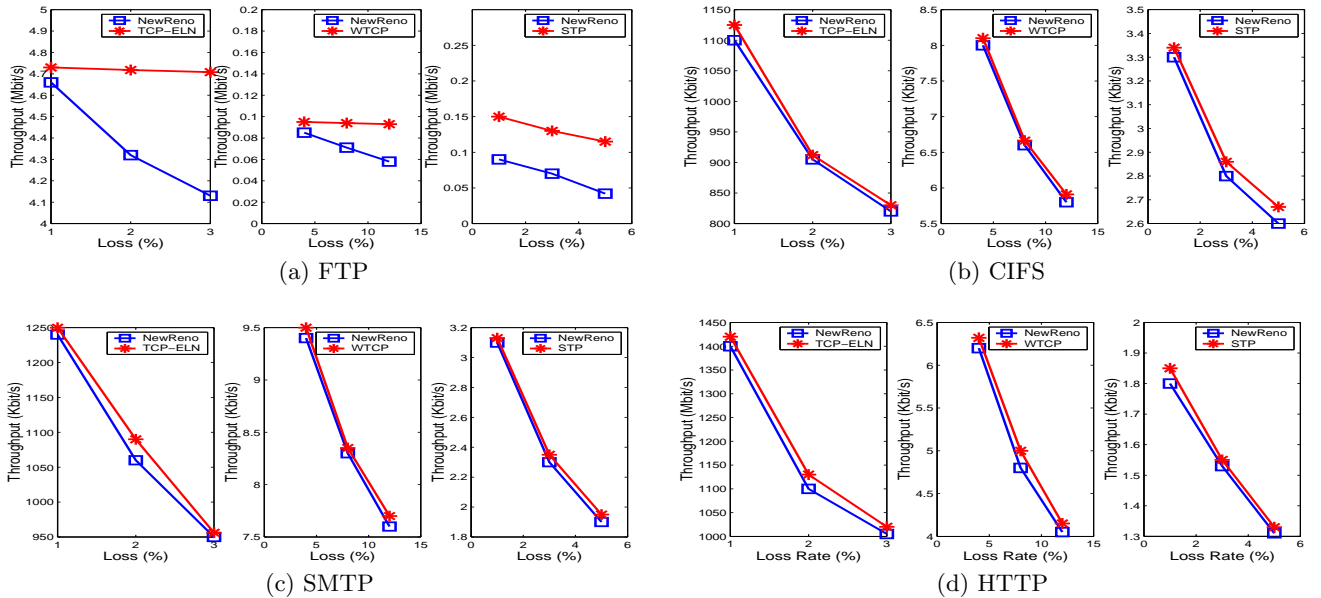 Throughput (Mbit/s)
5
4.9
4.8
4.7
4.6
4.5
4.4
4.3
4.2
4.1
4
NewReno
TCP−ELN
1 2 3
Loss (%)
Throughput (Mbit/s)
0.2
0.18
0.16
0.14
0.12
0.1
0.08
0.06
0.04
0.02
0
NewReno
WTCP
0 5 10 15
Loss (%)
Throughput (Mbit/s)
0.25
0.2
0.15
0.1
0.05
0
NewReno
STP
0 2 4 6
Loss (%)
(a) FTP
Throughput (Kbit/s)
1150
1100
1050
1000
950
900
850
800
NewReno
TCP−ELN
1 2 3
Loss (%)
Throughput (Kbit/s)
8.5
8
7.5
7
6.5
6
5.5
NewReno
WTCP
0 5 10 15
Loss (%)
Throughput (Kbit/s)
3.5
3.4
3.3
3.2
3.1
3
2.9
2.8
2.7
2.6
NewReno
STP
0 2 4 6
Loss (%)
(b) CIFS
Throughput (Kbit/s)
1250
1200
1150
1100
1050
1000
950
NewReno
TCP−ELN
1 2 3
Loss (%)
Throughput (Kbit/s)
9.5
9
8.5
8
7.5
NewReno
WTCP
0 5 10 15
Loss (%)
Throughput (Kbit/s)
3.2
3
2.8
2.6
2.4
2.2
2
1.8
NewReno
STP
0 2 4 6
Loss (%)
(c) SMTP
Throughput (Mbit/s)
1450
1400
1350
1300
1250
1200
1150
1100
1050
1000
NewReno
TCP−ELN
1 2 3
Loss Rate (%)
Throughput (Kbit/s)
6.5
6
5.5
5
4.5
4
NewReno
WTCP
0 5 10 15
Loss Rate (%)
Throughput (Kbit/s)
2
1.9
1.8
1.7
1.6
1.5
1.4
1.3
NewReno
STP
0 2 4 6
Loss Rate (%)
(d) HTTP